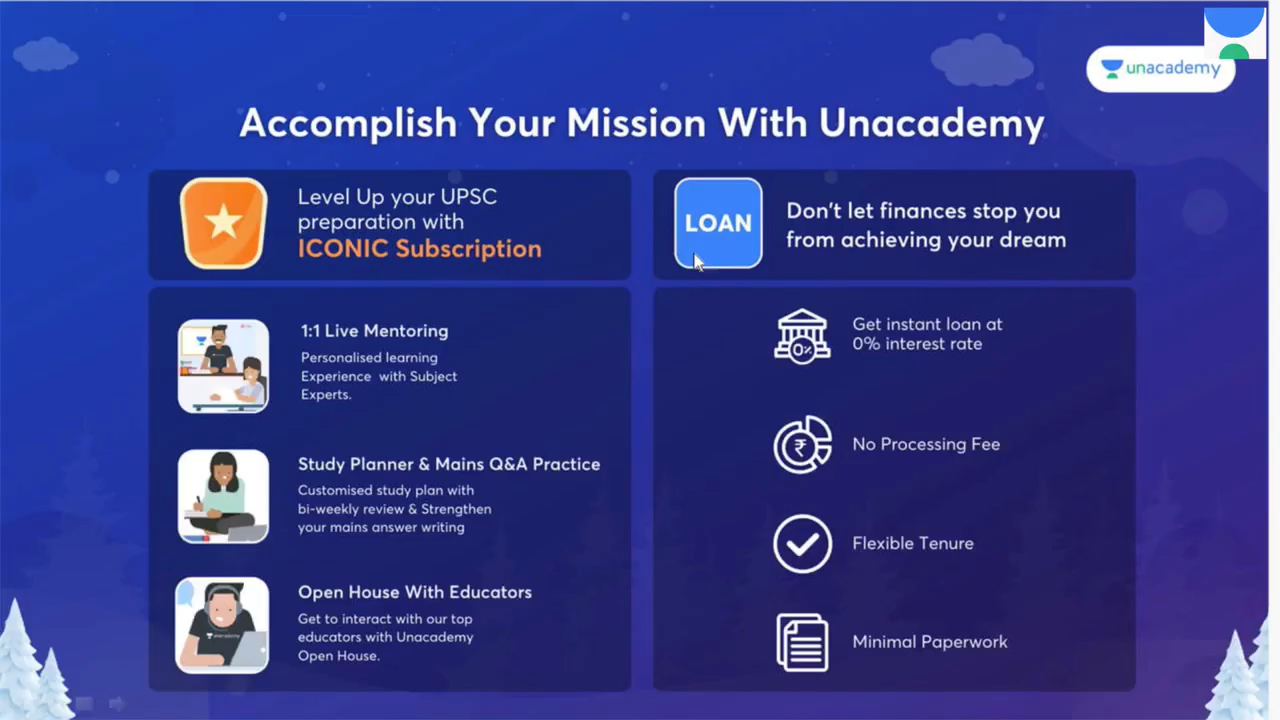 unacademy
Accomplish Your Mission With Unacademy
Level Up your UPSC
preparation with
ICONIC Subscription
1:1 Live Mentoring
Personalised learning
Experience with Subject
Experts.
Study Planner & Mains Q&A Practice
Customised study plan with
bi-weekly review & Strengthen
your mains answer writing
Open House With Educators
Get to interact with our top
educators with Unacademy
Open House.
LOAN
Don't let finances stop you
from achieving your dream
0%
Get instant loan at
0% interest rate
₹
No Processing Fee
Flexible Tenure
Minimal Paperwork